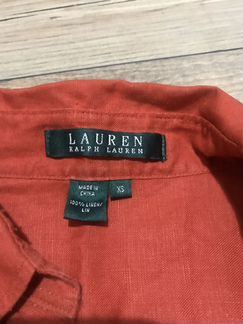 LAUREN
RALPH LAUREN
MADE IN
CHINA
XS
100% LINEN/
LIN